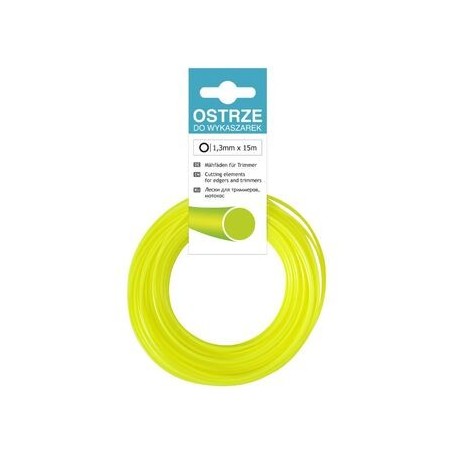 OSTRZE
DO WYKASZAREK
1,3mm x 15m
DE Mähfäden für Trimmer
EN Cutting elements
for edgers and trimmers
RU Лески для триммеров,
мотокос